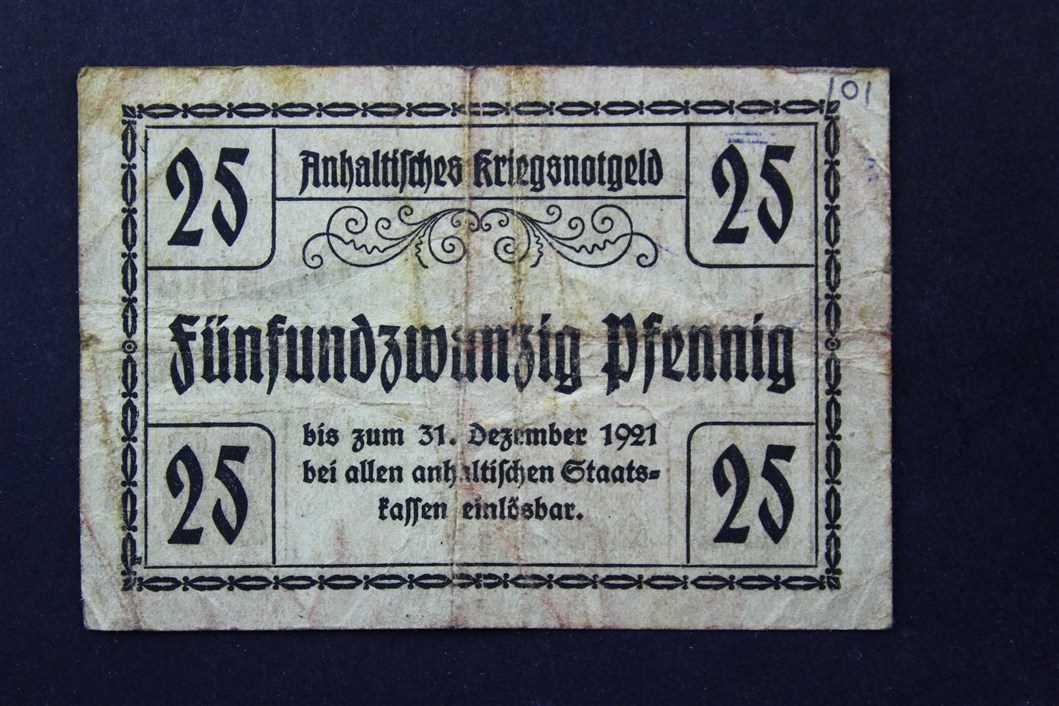 101
25 Anhaltisches Kriegsnotgeld 25
Fünfundzwanzig Pfennig
bis zum 31. Dezember 1921
bei allen anhaltischen Staats=
kassen einlösbar.
25 25